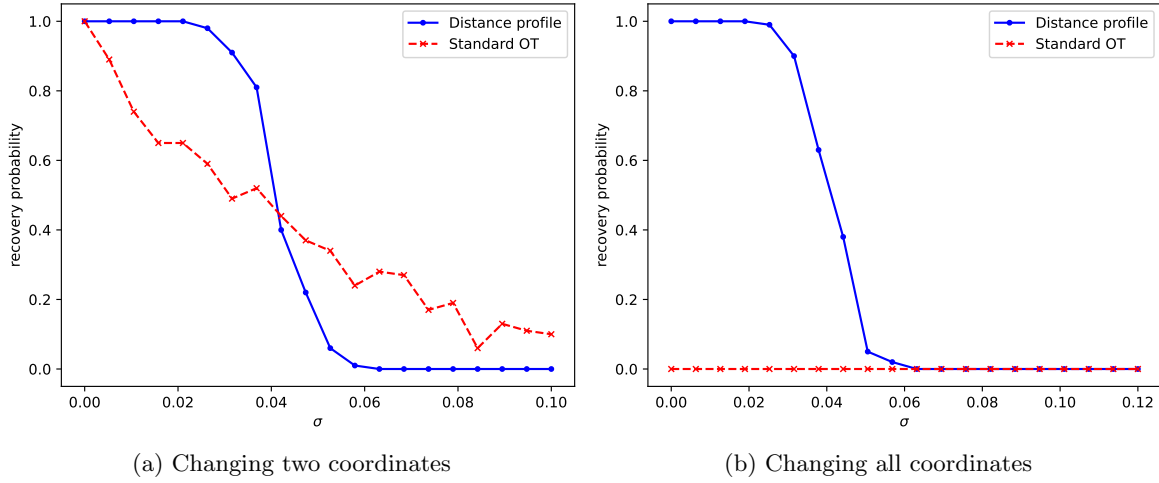 1.0
0.8
0.6
0.4
0.2
0.0
recovery probability
0.00 0.02 0.04 0.06 0.08 0.10
σ
Distance profile
Standard OT
(a) Changing two coordinates
1.0
0.8
0.6
0.4
0.2
0.0
recovery probability
0.00 0.02 0.04 0.06 0.08 0.10 0.12
σ
Distance profile
Standard OT
(b) Changing all coordinates